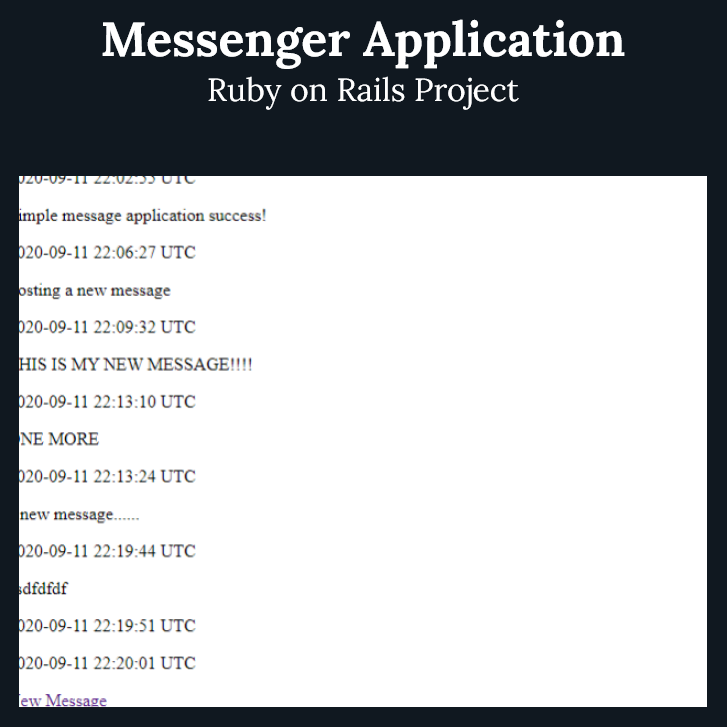 Messenger Application
Ruby on Rails Project
020-09-11 22:02:55 UTC
imple message application success!
020-09-11 22:06:27 UTC
osting a new message
020-09-11 22:09:32 UTC
HIS IS MY NEW MESSAGE!!!!
020-09-11 22:13:10 UTC
NE MORE
020-09-11 22:13:24 UTC
new message......
020-09-11 22:19:44 UTC
sdfdfdf
020-09-11 22:19:51 UTC
020-09-11 22:20:01 UTC
ew Message